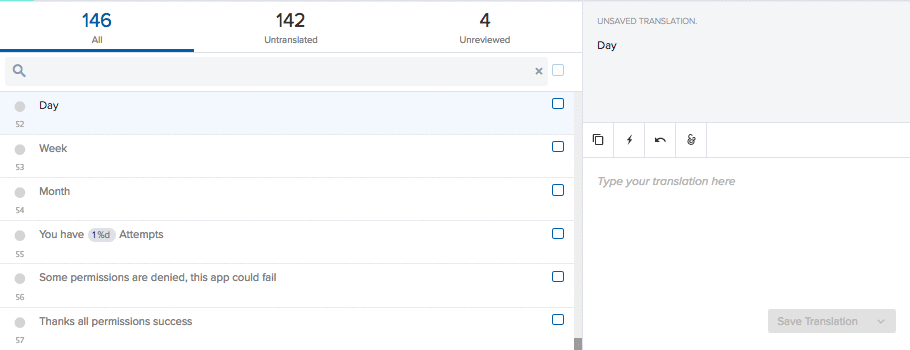 146
All
142
Untranslated
4
Unreviewed
Day
52
Week
53
Month
54
You have 1%d Attempts
55
Some permissions are denied, this app could fail
56
Thanks all permissions success
57
UNSAVED TRANSLATION.
Day
Type your translation here
Save Translation